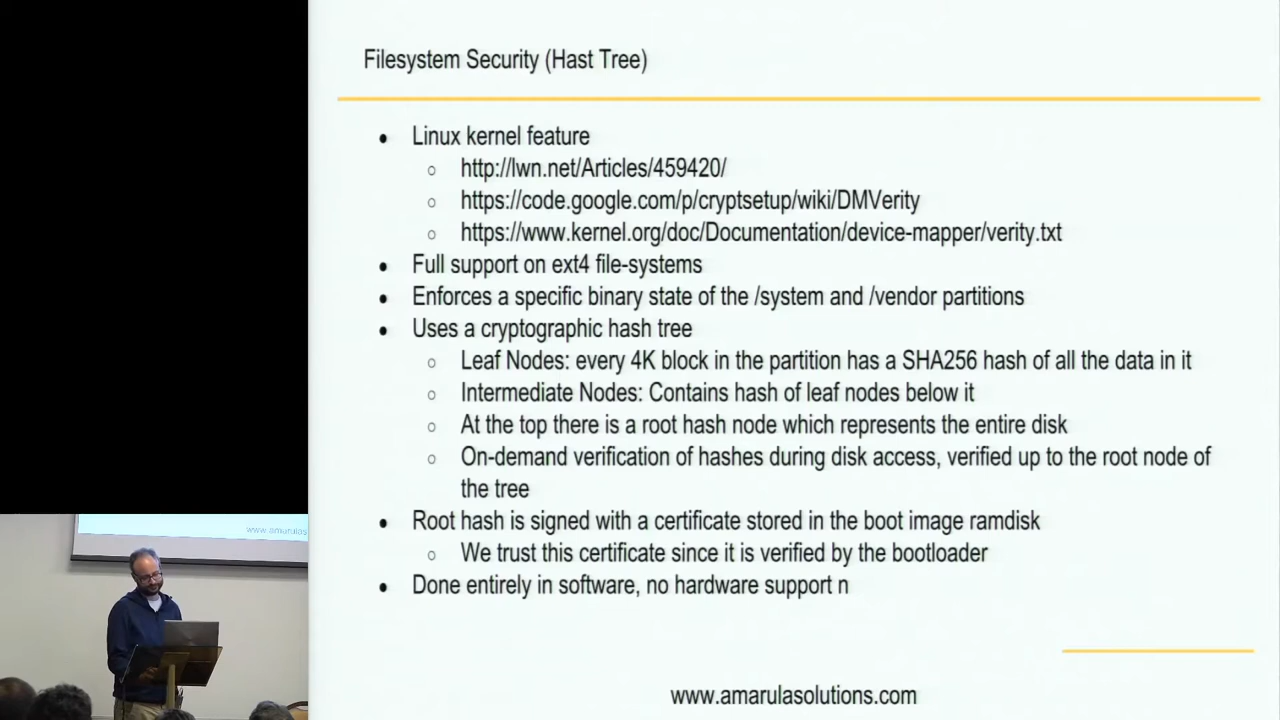 Filesystem Security (Hast Tree)
• Linux kernel feature
○ http://lwn.net/Articles/459420/
○ https://code.google.com/p/cryptsetup/wiki/DMVerity
○ https://www.kernel.org/doc/Documentation/device-mapper/verity.txt
• Full support on ext4 file-systems
• Enforces a specific binary state of the /system and /vendor partitions
• Uses a cryptographic hash tree
○ Leaf Nodes: every 4K block in the partition has a SHA256 hash of all the data in it
○ Intermediate Nodes: Contains hash of leaf nodes below it
○ At the top there is a root hash node which represents the entire disk
○ On-demand verification of hashes during disk access, verified up to the root node of
the tree
• Root hash is signed with a certificate stored in the boot image ramdisk
○ We trust this certificate since it is verified by the bootloader
• Done entirely in software, no hardware support n
www.amarulasolutions.com
www.amarulas